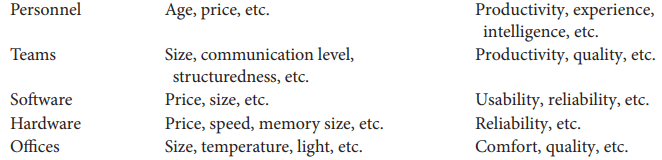 Personnel Age, price, etc. Productivity, experience,
intelligence, etc.
Teams Size, communication level, Productivity, quality, etc.
structuredness, etc.
Software Price, size, etc. Usability, reliability, etc.
Hardware Price, speed, memory size, etc. Reliability, etc.
Offices Size, temperature, light, etc. Comfort, quality, etc.